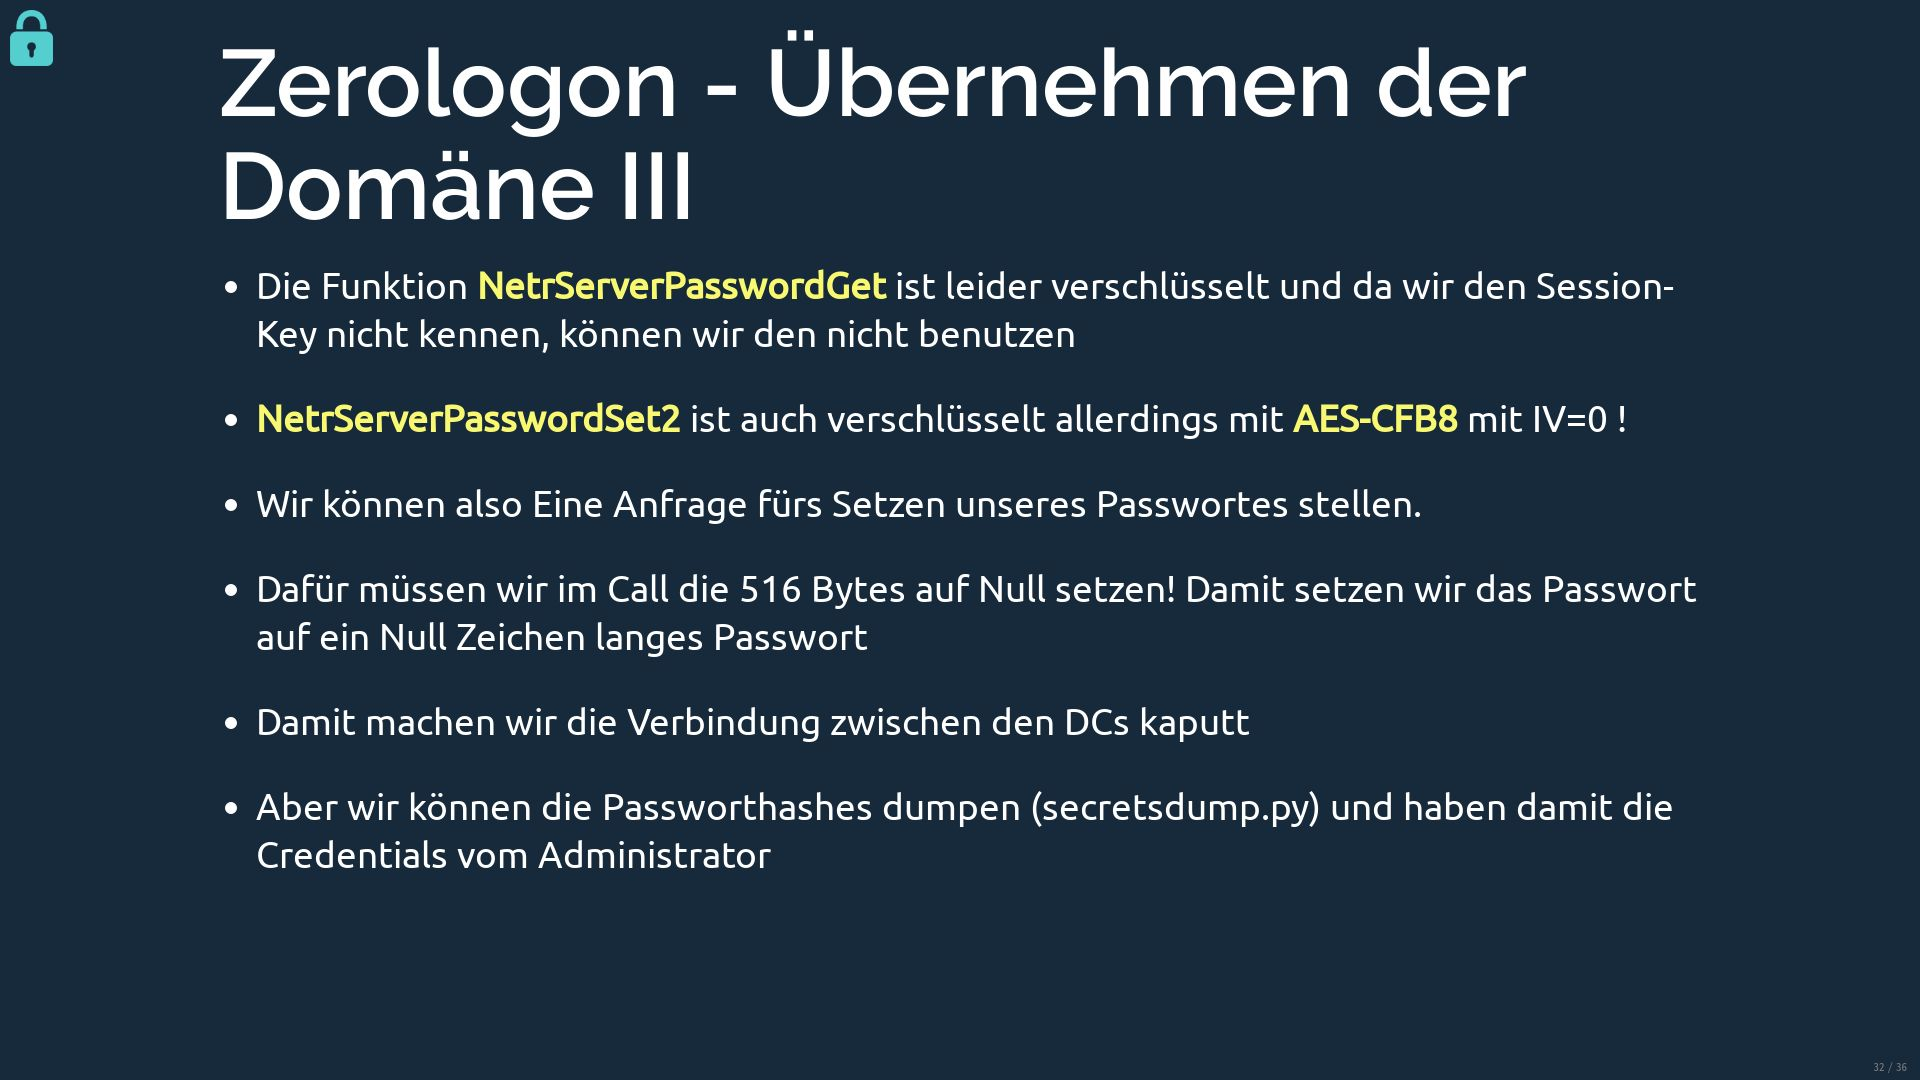 Zerologon - Übernehmen der
Domäne III
• Die Funktion NetrServerPasswordGet ist leider verschlüsselt und da wir den Session-
Key nicht kennen, können wir den nicht benutzen
• NetrServerPasswordSet2 ist auch verschlüsselt allerdings mit AES-CFB8 mit IV=0 !
• Wir können also Eine Anfrage fürs Setzen unseres Passwortes stellen.
• Dafür müssen wir im Call die 516 Bytes auf Null setzen! Damit setzen wir das Passwort
auf ein Null Zeichen langes Passwort
• Damit machen wir die Verbindung zwischen den DCs kaputt
• Aber wir können die Passworthashes dumpen (secretsdump.py) und haben damit die
Credentials vom Administrator
32 / 36